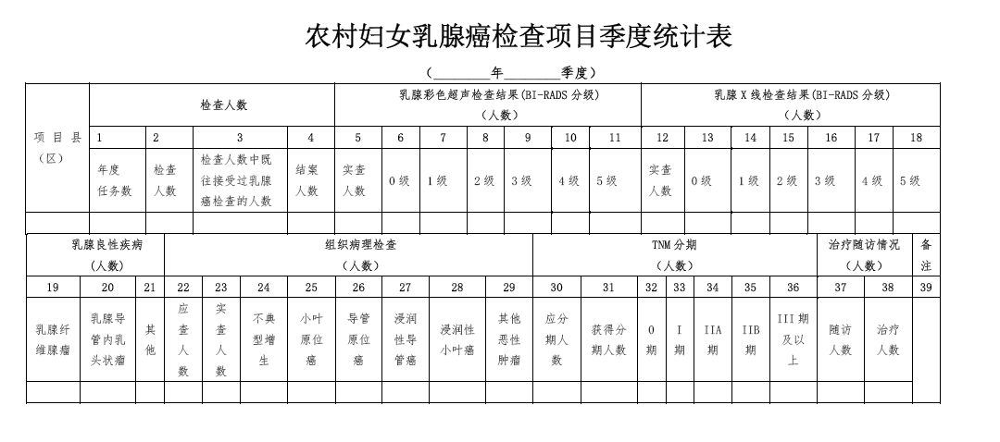 农村妇女乳腺癌检查项目季度统计表
（________年________季度）
项目县（区）
检查人数
乳腺彩色超声检查结果(BI-RADS 分级)
（人数）
乳腺 X 线检查结果(BI-RADS 分级)
（人数）
1 2 3 4 5 6 7 8 9 10 11 12 13 14 15 16 17 18
年度任务数
检查人数
检查人数中既往接受过乳腺癌检查的人数
结案人数
实查人数
0 级
1 级
2 级
3 级
4 级
5 级
实查人数
0 级
1 级
2 级
3 级
4 级
5 级
乳腺良性疾病
(人数)
组织病理检查
（人数）
TNM 分期
（人数）
治疗随访情况
（人数）
备注
19 20 21 22 23 24 25 26 27 28 29 30 31 32 33 34 35 36 37 38 39
乳腺纤维腺瘤
乳腺导管内乳头状瘤
其他
应查人数
实查人数
不典型增生
小叶原位癌
导管原位癌
浸润性导管癌
浸润性小叶癌
其他恶性肿瘤
应分期人数
获得分期人数
0 期
I 期
IIA 期
IIB 期
III 期及以上
随访人数
治疗人数